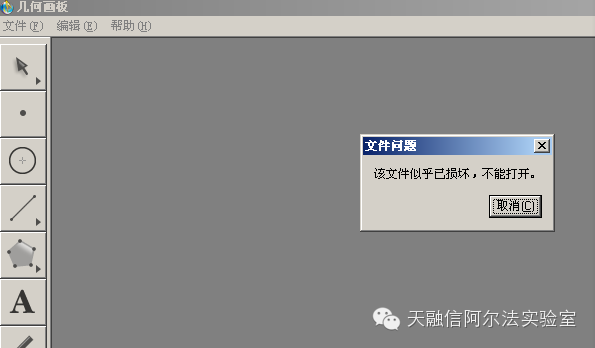 几何画板
文件(F) 编辑(E) 帮助(H)
文件问题
该文件似乎已损坏，不能打开。
取消(C)
A
天融信阿尔法实验室